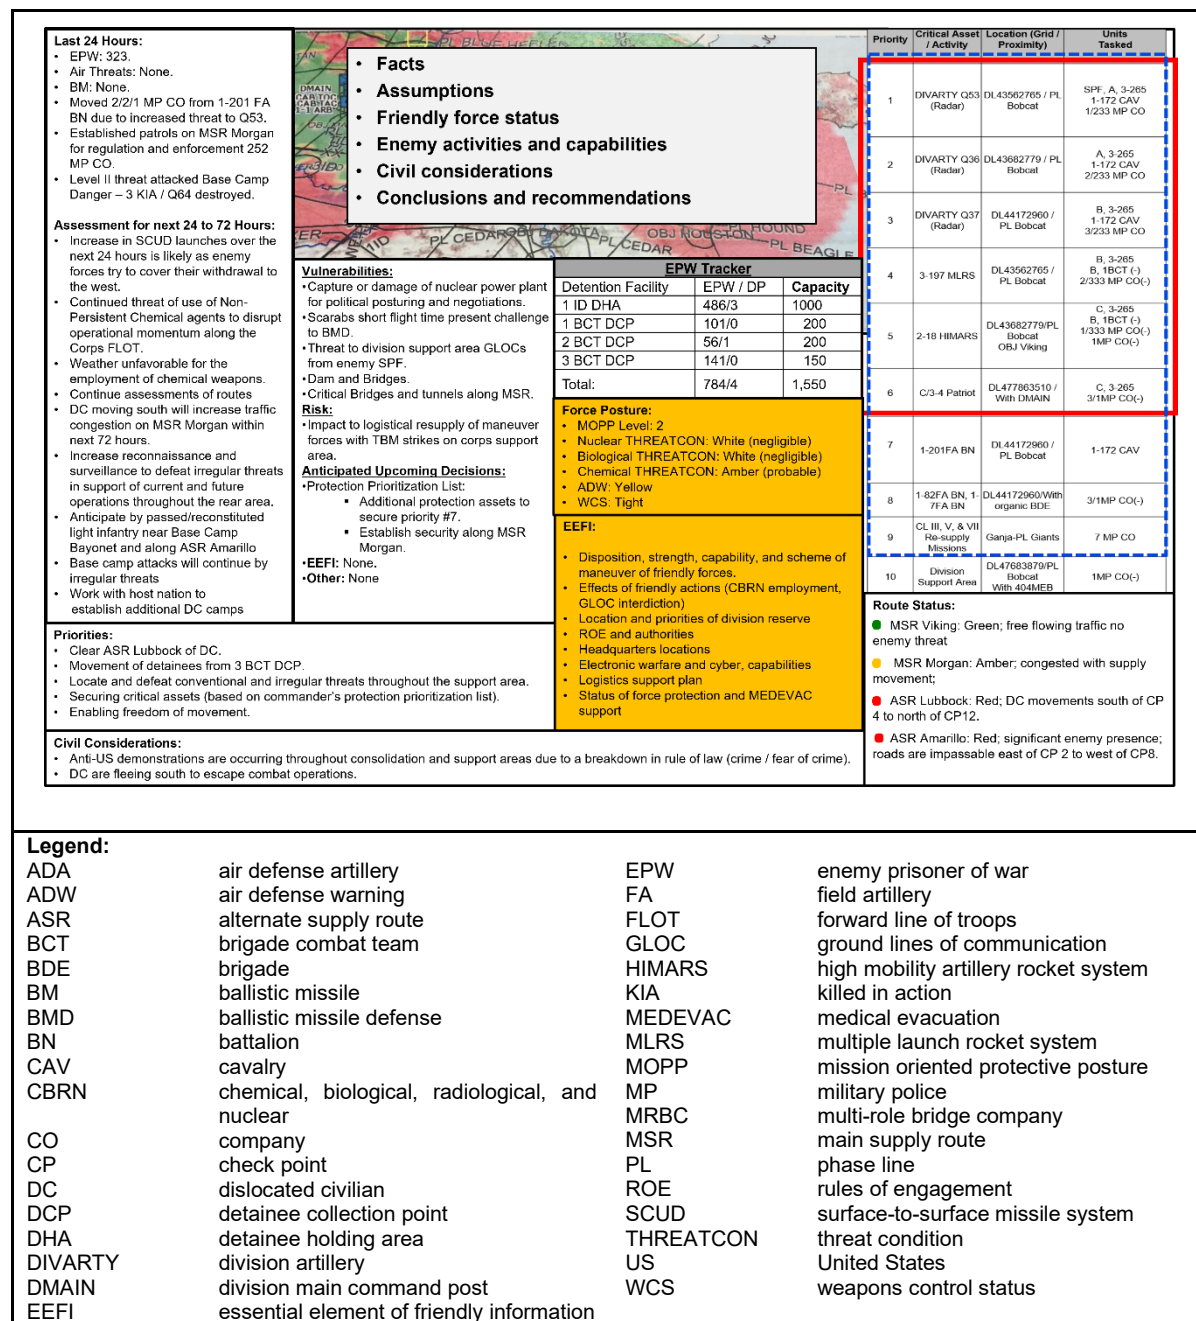 Last 24 Hours:
• EPW: 323.
• Air Threats: None.
• BM: None.
• Moved 2/2/1 MP CO from 1-201 FA
BN due to increased threat to Q53.
• Established patrols on MSR Morgan
for regulation and enforcement 252
MP CO.
• Level II threat attacked Base Camp
Danger – 3 KIA / Q64 destroyed.
Assessment for next 24 to 72 Hours:
• Increase in SCUD launches over the
next 24 hours is likely as enemy
forces try to cover their withdrawal to
the west.
• Continued threat of use of Non-
Persistent Chemical agents to disrupt
operational momentum along the
Corps FLOT.
• Weather unfavorable for the
employment of chemical weapons.
• Continue assessments of routes
• DC moving south will increase traffic
congestion on MSR Morgan within
next 72 hours.
• Increase reconnaissance and
surveillance to defeat irregular threats
in support of current and future
operations throughout the rear area.
• Anticipate by passed/reconstituted
light infantry near Base Camp
Bayonet and along ASR Amarillo
• Base camp attacks will continue by
irregular threats
• Work with host nation to
establish additional DC camps
PL BLUE HEELER
DMAIN
• Facts
• Assumptions
• Friendly force status
• Enemy activities and capabilities
• Civil considerations
• Conclusions and recommendations
PL CEDAR
OBJ DAKOTA
PL CEDAR
OBJ HOUSTON
PL BEAGLE
Vulnerabilities:
•Capture or damage of nuclear power plant
for political posturing and negotiations.
•Scarabs short flight time present challenge
to BMD.
•Threat to division support area GLOCs
from enemy SPF.
•Dam and Bridges.
•Critical Bridges and tunnels along MSR.
Risk:
•Impact to logistical resupply of maneuver
forces with TBM strikes on corps support
area.
Anticipated Upcoming Decisions:
•Protection Prioritization List:
▪ Additional protection assets to
secure priority #7.
▪ Establish security along MSR
Morgan.
•EEFI: None.
•Other: None
EPW Tracker
Detention Facility EPW / DP Capacity
1 ID DHA 486/3 1000
1 BCT DCP 101/0 200
2 BCT DCP 56/1 200
3 BCT DCP 141/0 150
Total: 784/4 1,550
Force Posture:
• MOPP Level: 2
• Nuclear THREATCON: White (negligible)
• Biological THREATCON: White (negligible)
• Chemical THREATCON: Amber (probable)
• ADW: Yellow
• WCS: Tight
EEFI:
• Disposition, strength, capability, and scheme of
maneuver of friendly forces.
• Effects of friendly actions (CBRN employment,
GLOC interdiction)
• Location and priorities of division reserve
• ROE and authorities
• Headquarters locations
• Electronic warfare and cyber, capabilities
• Logistics support plan
• Status of force protection and MEDEVAC
support
Priority Critical Asset / Activity Location (Grid / Proximity) Units Tasked
1 DIVARTY Q53 (Radar) DL43562765 / PL Bobcat SPF, A, 3-265 1-172 CAV 1/233 MP CO
2 DIVARTY Q36 (Radar) DL43682779 / PL Bobcat A, 3-265 1-172 CAV 2/233 MP CO
3 DIVARTY Q37 (Radar) DL44172960 / PL Bobcat B, 3-265 1-172 CAV 3/233 MP CO
4 3-197 MLRS DL43562765 / PL Bobcat B, 3-265 B, 1BCT (-) 2/333 MP CO(-)
5 2-18 HIMARS DL43682779/PL Bobcat OBJ Viking C, 3-265 B, 1BCT (-) 1/333 MP CO(-) 1MP CO(-)
6 C/3-4 Patriot DL477863510 / With DMAIN C, 3-265 3/1MP CO(-)
7 1-201FA BN DL44172960 / PL Bobcat 1-172 CAV
8 1-82FA BN, 1-7FA BN DL44172960/With organic BDE 3/1MP CO(-)
9 CL III, V, & VII Re-supply Missions Ganja-PL Giants 7 MP CO
10 Division Support Area DL47683879/PL Bobcat With 404MEB 1MP CO(-)
Priorities:
• Clear ASR Lubbock of DC.
• Movement of detainees from 3 BCT DCP.
• Locate and defeat conventional and irregular threats throughout the support area.
• Securing critical assets (based on commander's protection prioritization list).
• Enabling freedom of movement.
Route Status:
MSR Viking: Green; free flowing traffic no
enemy threat
MSR Morgan: Amber; congested with supply
movement;
ASR Lubbock: Red; DC movements south of CP
4 to north of CP12.
ASR Amarillo: Red; significant enemy presence;
roads are impassable east of CP 2 to west of CP8.
Civil Considerations:
• Anti-US demonstrations are occurring throughout consolidation and support areas due to a breakdown in rule of law (crime / fear of crime).
• DC are fleeing south to escape combat operations.
Legend:
ADA air defense artillery
ADW air defense warning
ASR alternate supply route
BCT brigade combat team
BDE brigade
BM ballistic missile
BMD ballistic missile defense
BN battalion
CAV cavalry
CBRN chemical, biological, radiological, and
nuclear
CO company
CP check point
DC dislocated civilian
DCP detainee collection point
DHA detainee holding area
DIVARTY division artillery
DMAIN division main command post
EEFI essential element of friendly information
EPW enemy prisoner of war
FA field artillery
FLOT forward line of troops
GLOC ground lines of communication
HIMARS high mobility artillery rocket system
KIA killed in action
MEDEVAC medical evacuation
MLRS multiple launch rocket system
MOPP mission oriented protective posture
MP military police
MRBC multi-role bridge company
MSR main supply route
PL phase line
ROE rules of engagement
SCUD surface-to-surface missile system
THREATCON threat condition
US United States
WCS weapons control status